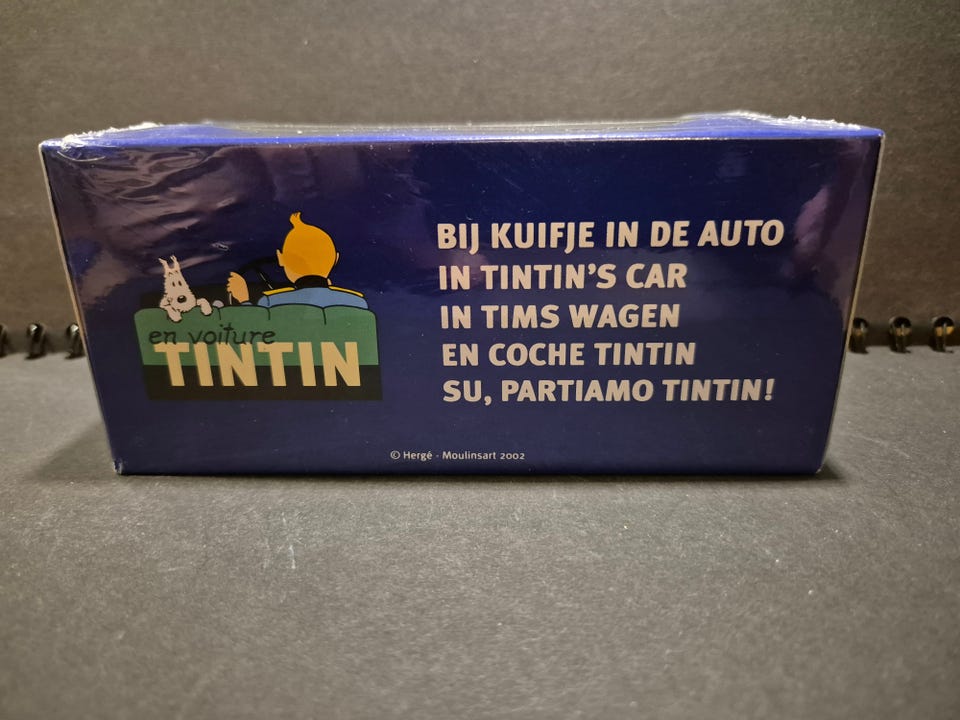 en voiture
TINTIN
BIJ KUIFJE IN DE AUTO
IN TINTIN'S CAR
IN TIMS WAGEN
EN COCHE TINTIN
SU, PARTIAMO TINTIN!
© Hergé - Moulinsart 2002